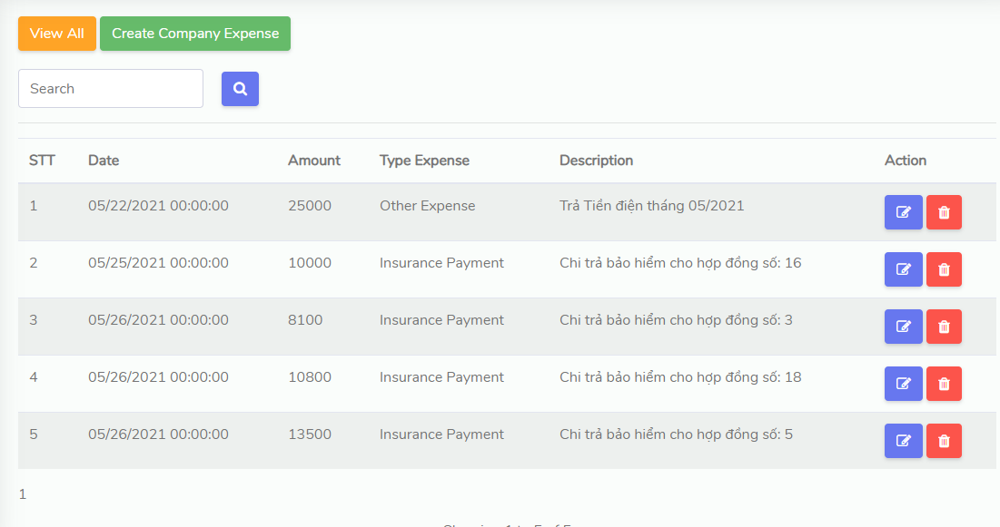 View All Create Company Expense
Search
STT Date Amount Type Expense Description Action
1 05/22/2021 00:00:00 25000 Other Expense Trả Tiền điện tháng 05/2021
2 05/25/2021 00:00:00 10000 Insurance Payment Chi trả bảo hiểm cho hợp đồng số: 16
3 05/26/2021 00:00:00 8100 Insurance Payment Chi trả bảo hiểm cho hợp đồng số: 3
4 05/26/2021 00:00:00 10800 Insurance Payment Chi trả bảo hiểm cho hợp đồng số: 18
5 05/26/2021 00:00:00 13500 Insurance Payment Chi trả bảo hiểm cho hợp đồng số: 5
1